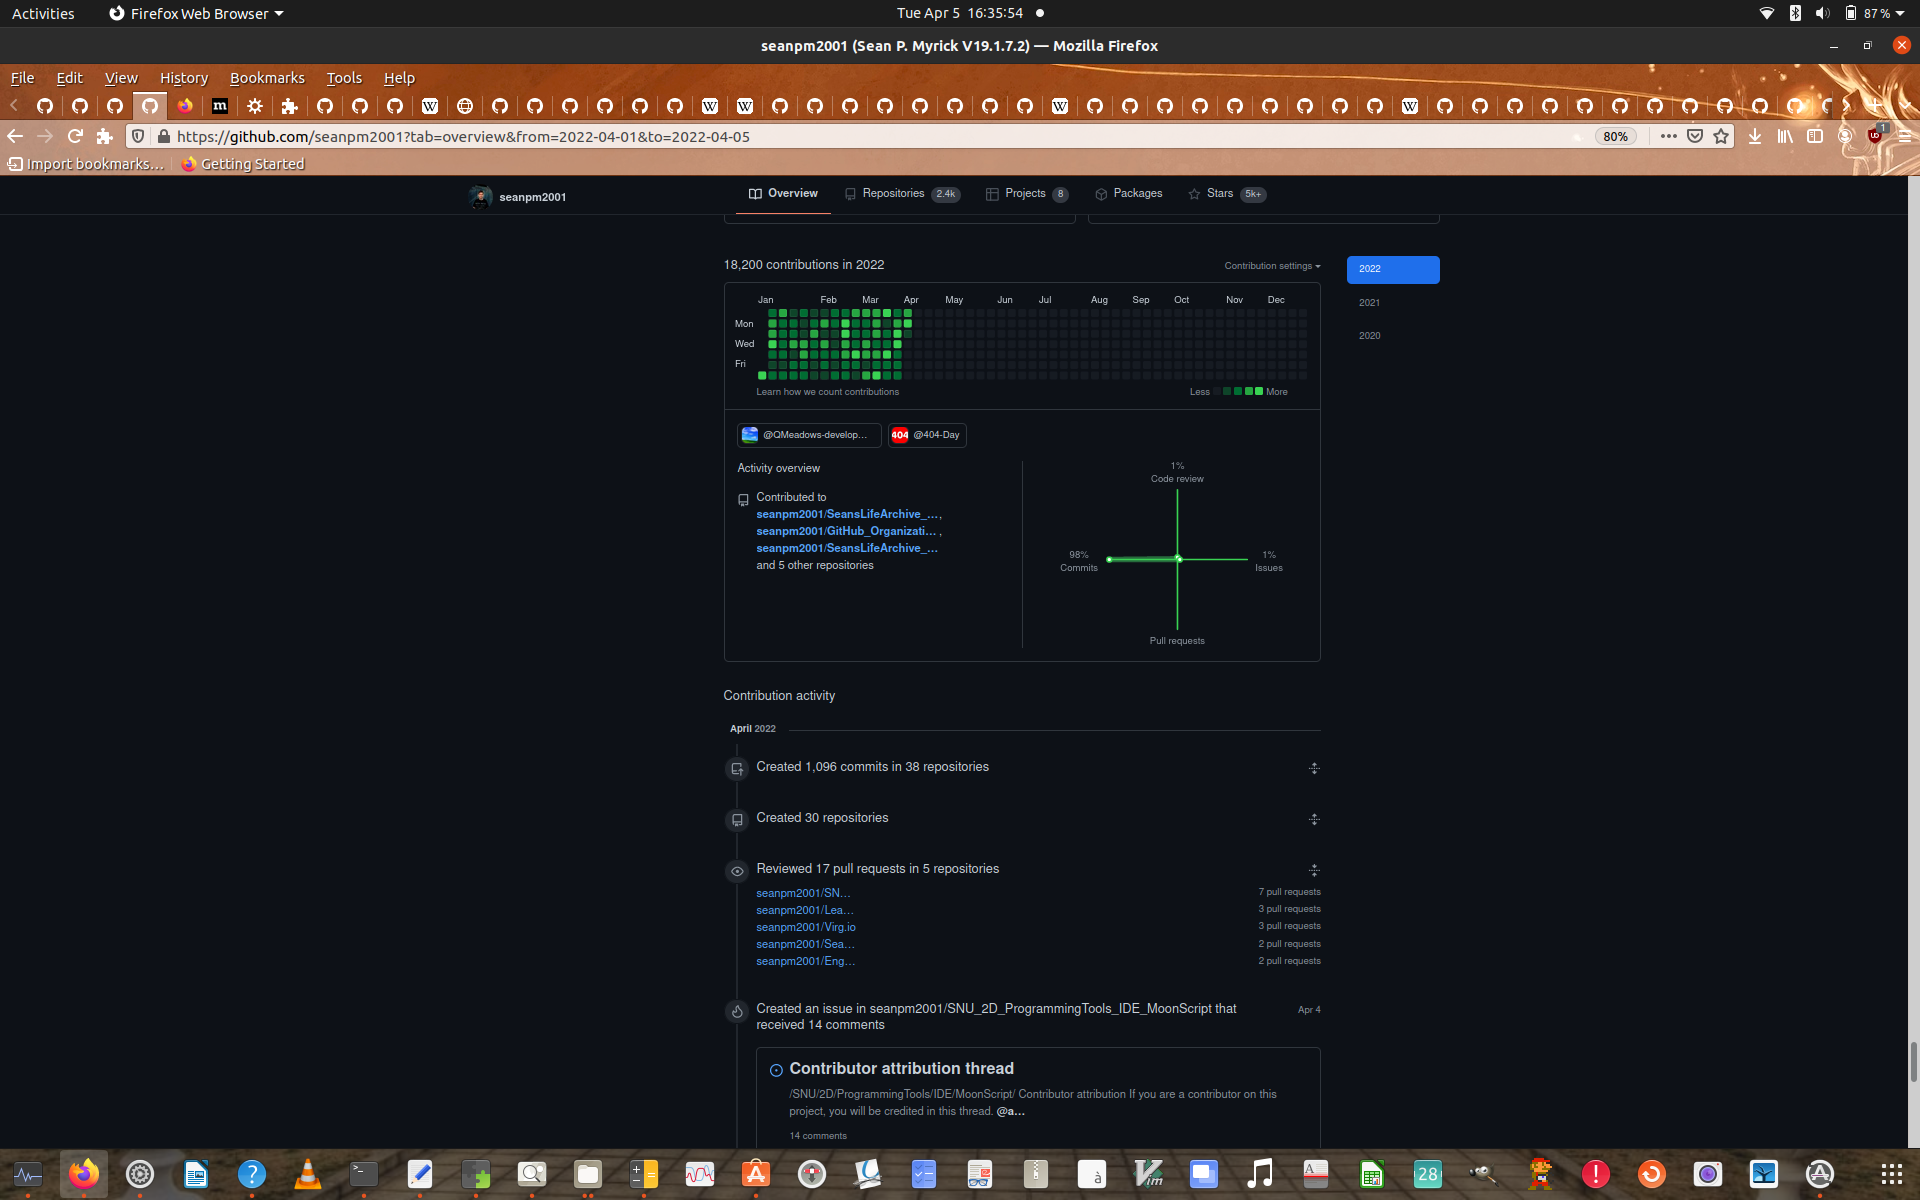 Activities Firefox Web Browser Tue Apr 5 16:35:54 87 %
seanpm2001 (Sean P. Myrick V19.1.7.2) — Mozilla Firefox
File Edit View History Bookmarks Tools Help
https://github.com/seanpm2001?tab=overview&from=2022-04-01&to=2022-04-05 80% 1
Import bookmarks... Getting Started
seanpm2001 Overview Repositories 2.4k Projects 8 Packages Stars 5k+
18,200 contributions in 2022 Contribution settings 2022
Jan Feb Mar Apr May Jun Jul Aug Sep Oct Nov Dec
2021
Mon
2020
Wed
Fri
Learn how we count contributions Less More
@QMeadows-develop... 404 @404-Day
Activity overview
1%
Code review
Contributed to
seanpm2001/SeansLifeArchive_...,
seanpm2001/GitHub_Organizati... ,
seanpm2001/SeansLifeArchive_...
and 5 other repositories
98%
Commits
1%
Issues
Pull requests
Contribution activity
April 2022
Created 1,096 commits in 38 repositories
Created 30 repositories
Reviewed 17 pull requests in 5 repositories
seanpm2001/SN... 7 pull requests
seanpm2001/Lea... 3 pull requests
seanpm2001/Virg.io 3 pull requests
seanpm2001/Sea... 2 pull requests
seanpm2001/Eng... 2 pull requests
Created an issue in seanpm2001/SNU_2D_ProgrammingTools_IDE_MoonScript that Apr 4
received 14 comments
Contributor attribution thread
/SNU/2D/ProgrammingTools/IDE/MoonScript/ Contributor attribution If you are a contributor on this
project, you will be credited in this thread. @a...
14 comments
28